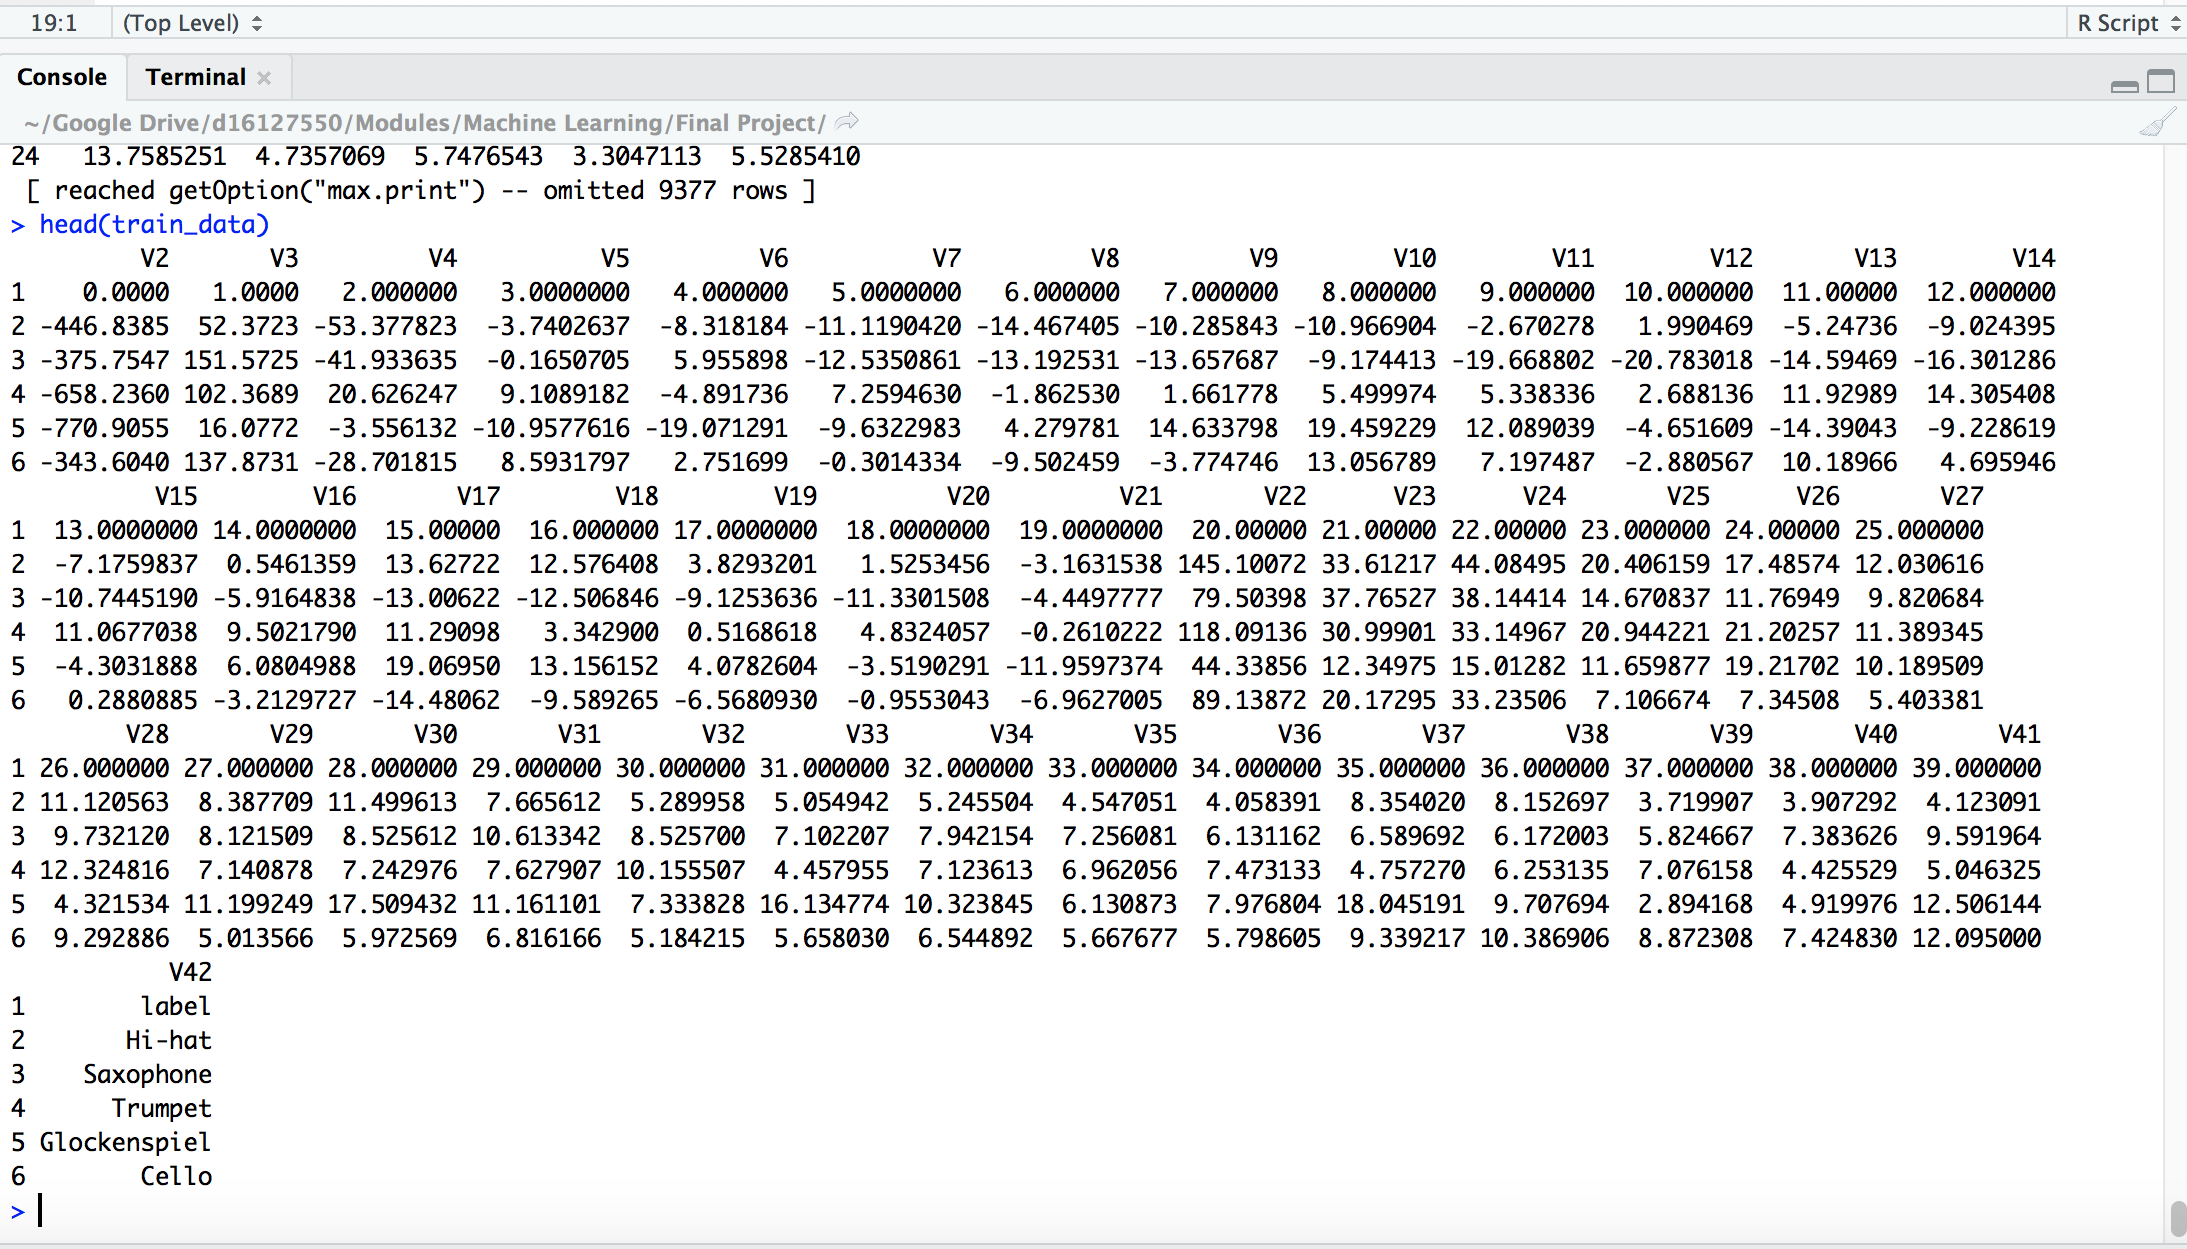 19:1 (Top Level) R Script
Console Terminal
~/Google Drive/d16127550/Modules/Machine Learning/Final Project/
24 13.7585251 4.7357069 5.7476543 3.3047113 5.5285410
[ reached getOption("max.print") -- omitted 9377 rows ]
> head(train_data)
V2 V3 V4 V5 V6 V7 V8 V9 V10 V11 V12 V13 V14
1 0.0000 1.0000 2.000000 3.0000000 4.000000 5.0000000 6.000000 7.000000 8.000000 9.000000 10.000000 11.00000 12.000000
2 -446.8385 52.3723 -53.377823 -3.7402637 -8.318184 -11.1190420 -14.467405 -10.285843 -10.966904 -2.670278 1.990469 -5.24736 -9.024395
3 -375.7547 151.5725 -41.933635 -0.1650705 5.955898 -12.5350861 -13.192531 -13.657687 -9.174413 -19.668802 -20.783018 -14.59469 -16.301286
4 -658.2360 102.3689 20.626247 9.1089182 -4.891736 7.2594630 -1.862530 1.661778 5.499974 5.338336 2.688136 11.92989 14.305408
5 -770.9055 16.0772 -3.556132 -10.9577616 -19.071291 -9.6322983 4.279781 14.633798 19.459229 12.089039 -4.651609 -14.39043 -9.228619
6 -343.6040 137.8731 -28.701815 8.5931797 2.751699 -0.3014334 -9.502459 -3.774746 13.056789 7.197487 -2.880567 10.18966 4.695946
V15 V16 V17 V18 V19 V20 V21 V22 V23 V24 V25 V26 V27
1 13.0000000 14.0000000 15.00000 16.000000 17.0000000 18.0000000 19.0000000 20.00000 21.00000 22.00000 23.000000 24.00000 25.000000
2 -7.1759837 0.5461359 13.62722 12.576408 3.8293201 1.5253456 -3.1631538 145.10072 33.61217 44.08495 20.406159 17.48574 12.030616
3 -10.7445190 -5.9164838 -13.00622 -12.506846 -9.1253636 -11.3301508 -4.4497777 79.50398 37.76527 38.14414 14.670837 11.76949 9.820684
4 11.0677038 9.5021790 11.29098 3.342900 0.5168618 4.8324057 -0.2610222 118.09136 30.99901 33.14967 20.944221 21.20257 11.389345
5 -4.3031888 6.0804988 19.06950 13.156152 4.0782604 -3.5190291 -11.9597374 44.33856 12.34975 15.01282 11.659877 19.21702 10.189509
6 0.2880885 -3.2129727 -14.48062 -9.589265 -6.5680930 -0.9553043 -6.9627005 89.13872 20.17295 33.23506 7.106674 7.34508 5.403381
V28 V29 V30 V31 V32 V33 V34 V35 V36 V37 V38 V39 V40 V41
1 26.000000 27.000000 28.000000 29.000000 30.000000 31.000000 32.000000 33.000000 34.000000 35.000000 36.000000 37.000000 38.000000 39.000000
2 11.120563 8.387709 11.499613 7.665612 5.289958 5.054942 5.245504 4.547051 4.058391 8.354020 8.152697 3.719907 3.907292 4.123091
3 9.732120 8.121509 8.525612 10.613342 8.525700 7.102207 7.942154 7.256081 6.131162 6.589692 6.172003 5.824667 7.383626 9.591964
4 12.324816 7.140878 7.242976 7.627907 10.155507 4.457955 7.123613 6.962056 7.473133 4.757270 6.253135 7.076158 4.425529 5.046325
5 4.321534 11.199249 17.509432 11.161101 7.333828 16.134774 10.323845 6.130873 7.976804 18.045191 9.707694 2.894168 4.919976 12.506144
6 9.292886 5.013566 5.972569 6.816166 5.184215 5.658030 6.544892 5.667677 5.798605 9.339217 10.386906 8.872308 7.424830 12.095000
V42
1 label
2 Hi-hat
3 Saxophone
4 Trumpet
5 Glockenspiel
6 Cello
>